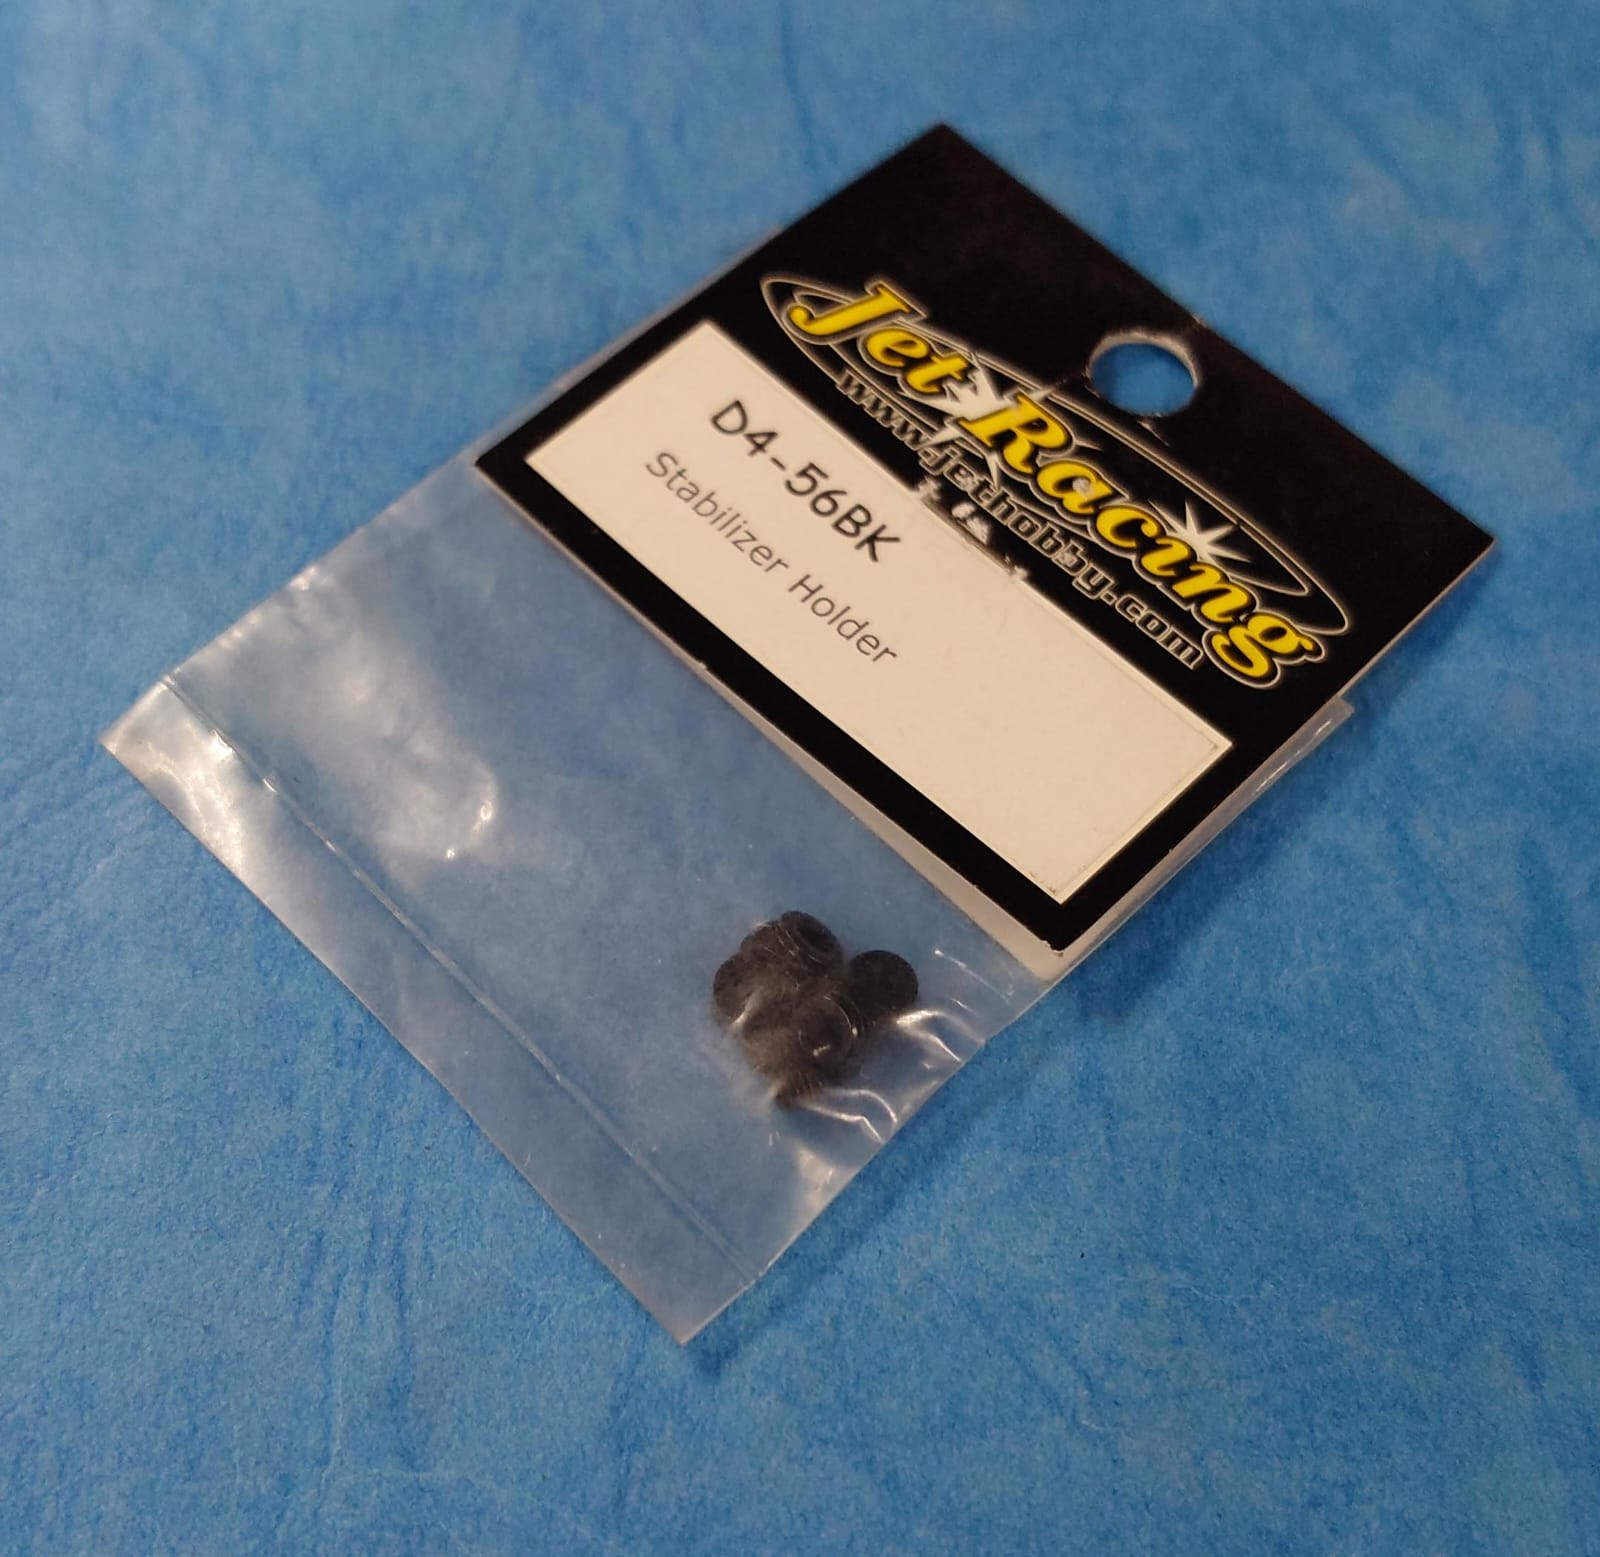 Jet Racing
www.jethobby.com
D4-56BK
Stabilizer Holder